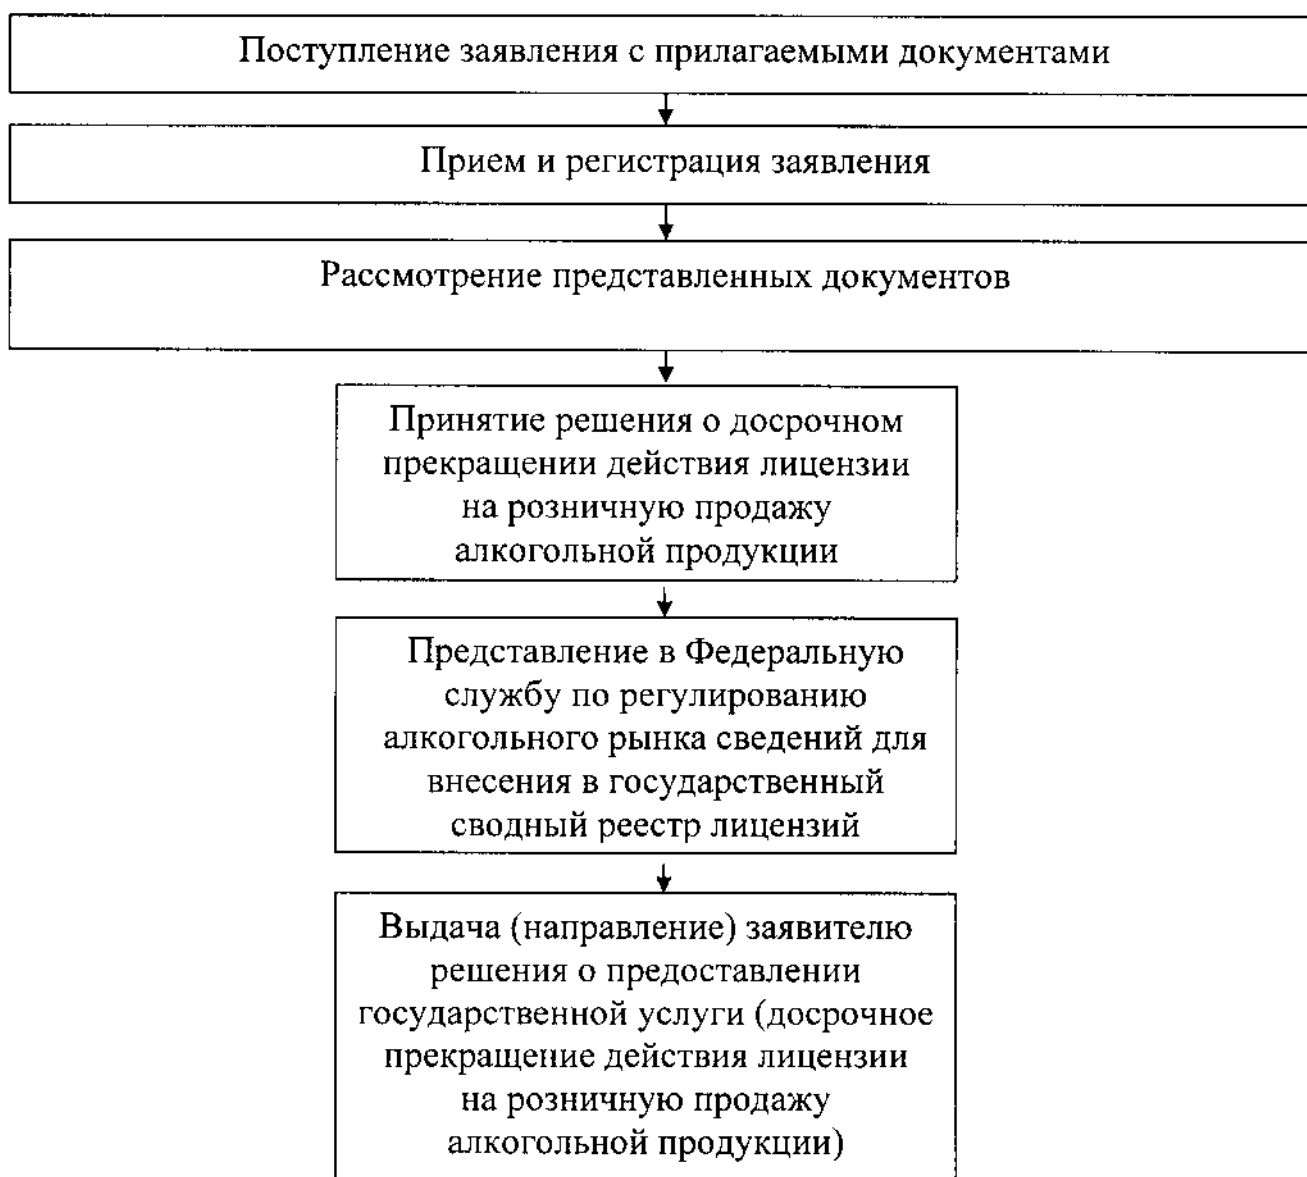 Поступление заявления с прилагаемыми документами
Прием и регистрация заявления
Рассмотрение представленных документов
Принятие решения о досрочном
прекращении действия лицензии
на розничную продажу
алкогольной продукции
Представление в Федеральную
службу по регулированию
алкогольного рынка сведений для
внесения в государственный
сводный реестр лицензий
Выдача (направление) заявителю
решения о предоставлении
государственной услуги (досрочное
прекращение действия лицензии
на розничную продажу
алкогольной продукции)